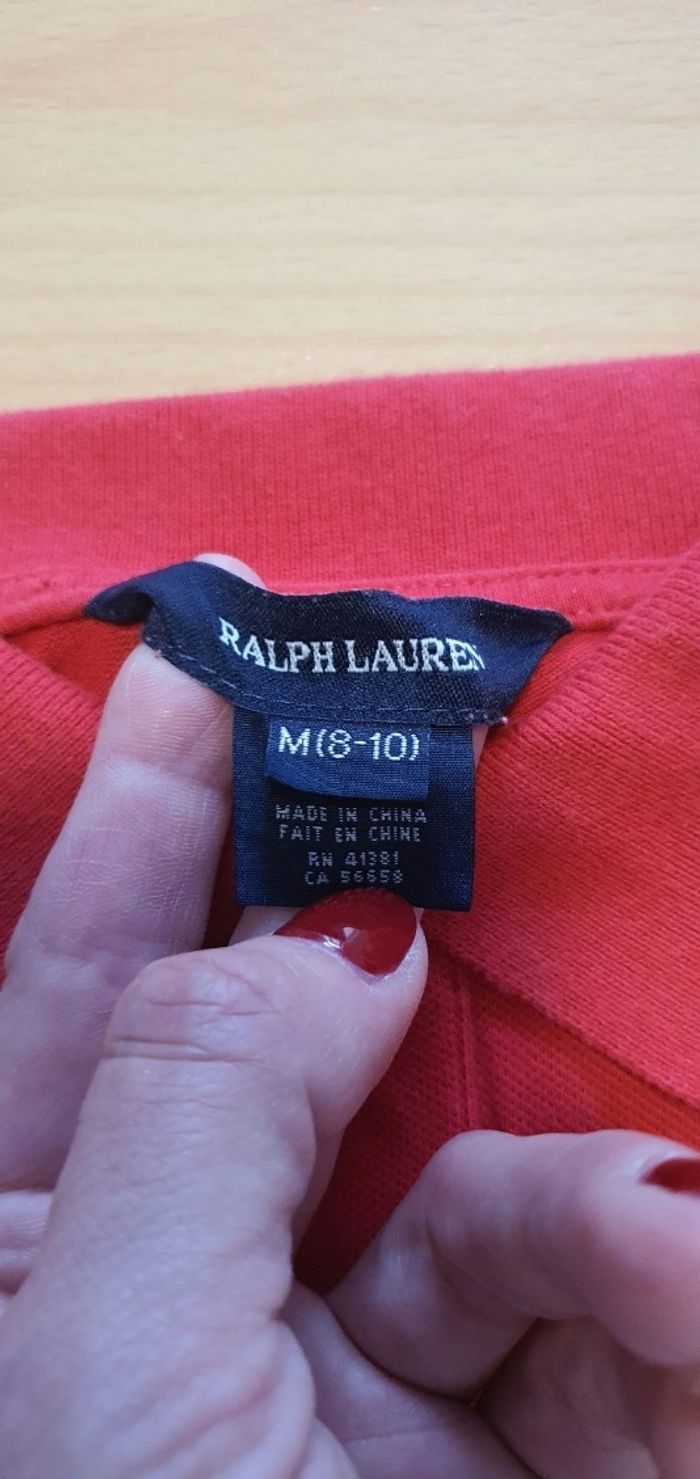 RALPH LAUREN
M(8-10)
MADE IN CHINA
FAIT EN CHINE
RN 41381
CA 56658